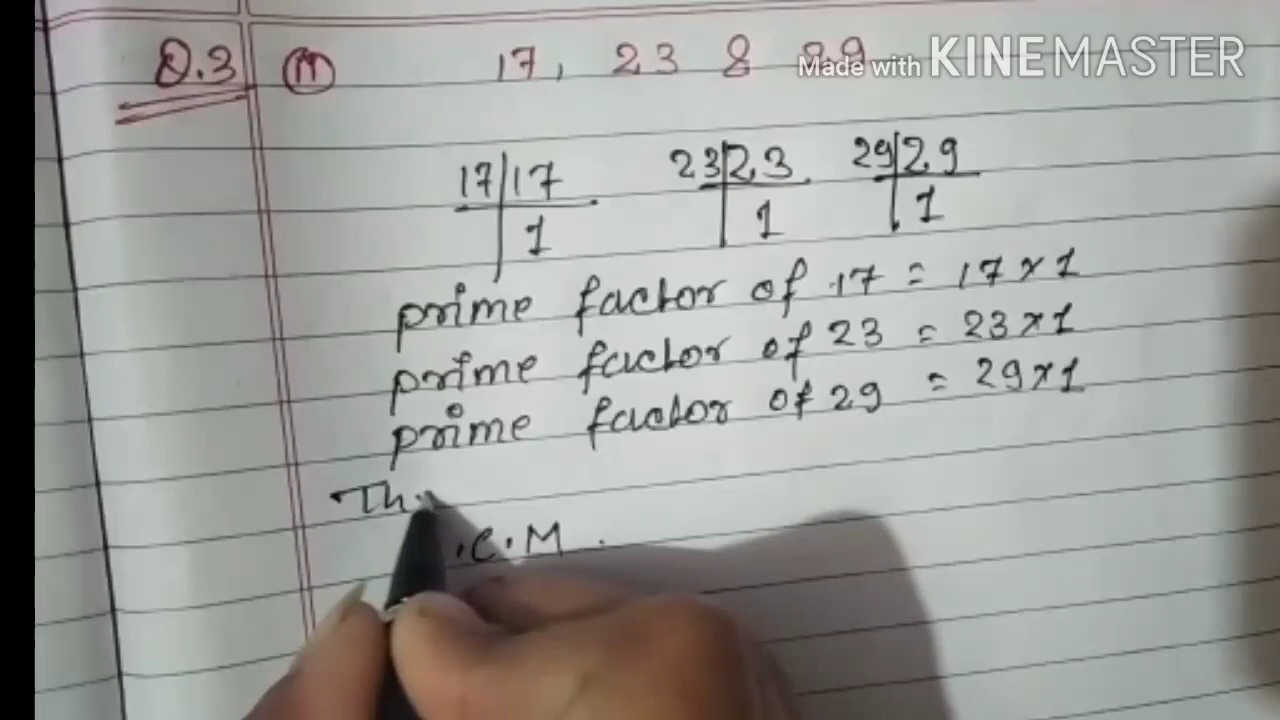 Q.3 (ii) 17, 23 & 29
Made with KINEMASTER
17 17 23 23 29 29
1 1 1
prime factor of 17 = 17 × 1
prime factor of 23 = 23 × 1
prime factor of 29 = 29 × 1
.C.M.